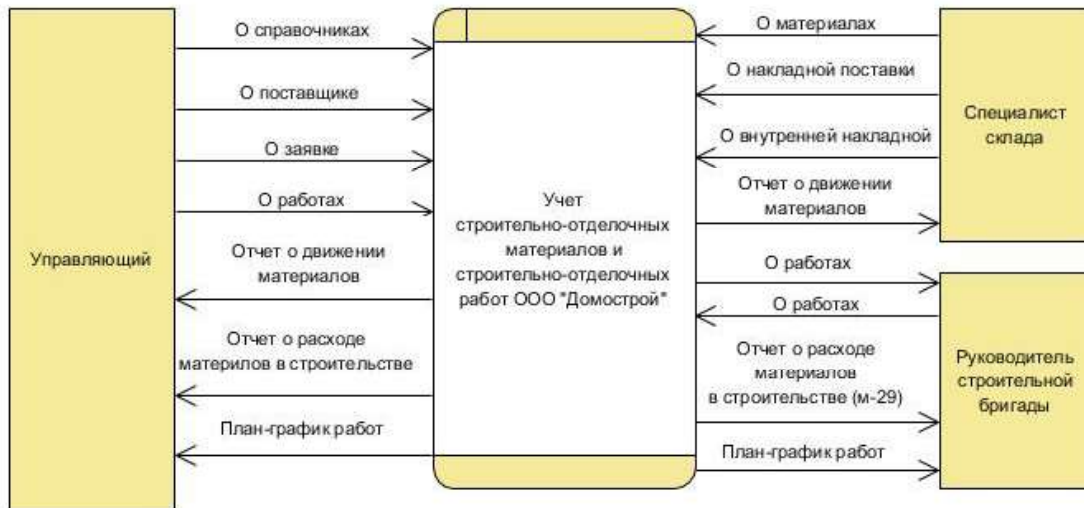 Управляющий
О справочниках
О поставщике
О заявке
О работах
Отчет о движении
материалов
Отчет о расходе
материлов в строительстве
План-график работ
Учет
строительно-отделочных
материалов и
строительно-отделочных
работ ООО "Домострой"
О материалах
О накладной поставки
О внутренней накладной
Отчет о движении
материалов
О работах
О работах
Отчет о расходе
материалов
в строительстве (м-29)
План-график работ
Специалист
склада
Руководитель
строительной
бригады